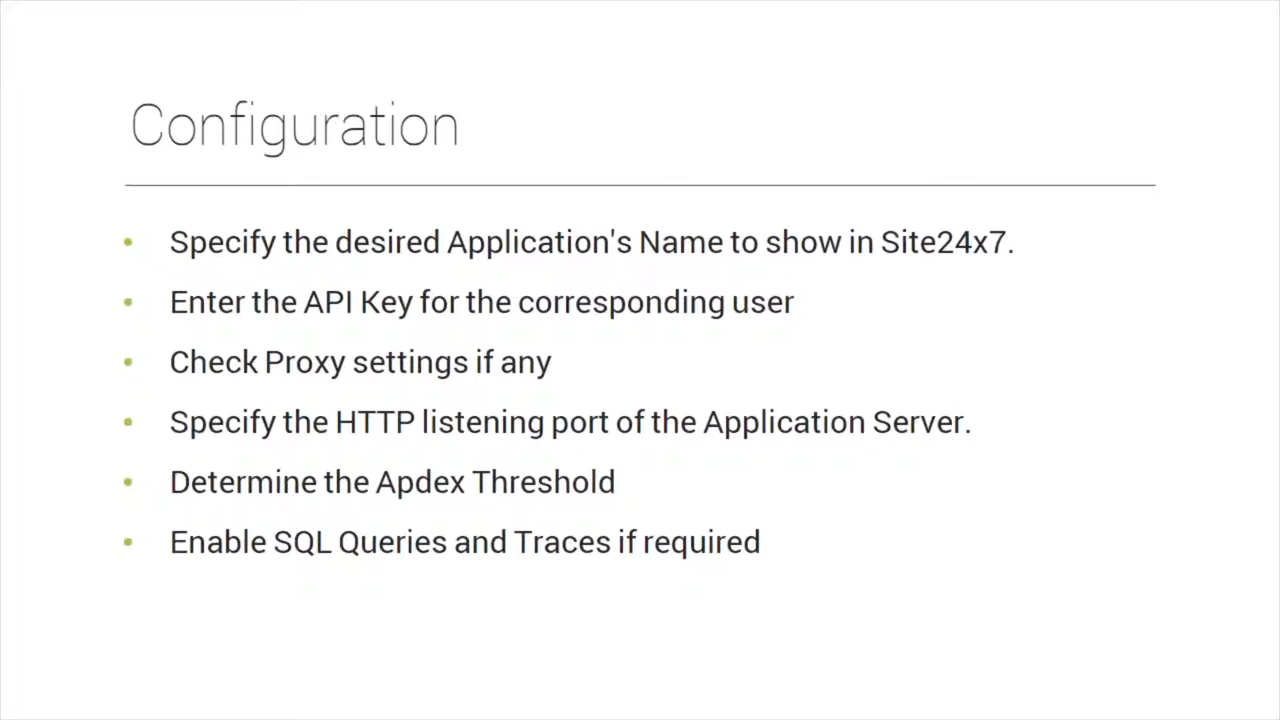 Configuration
• Specify the desired Application's Name to show in Site24x7.
• Enter the API Key for the corresponding user
• Check Proxy settings if any
• Specify the HTTP listening port of the Application Server.
• Determine the Apdex Threshold
• Enable SQL Queries and Traces if required